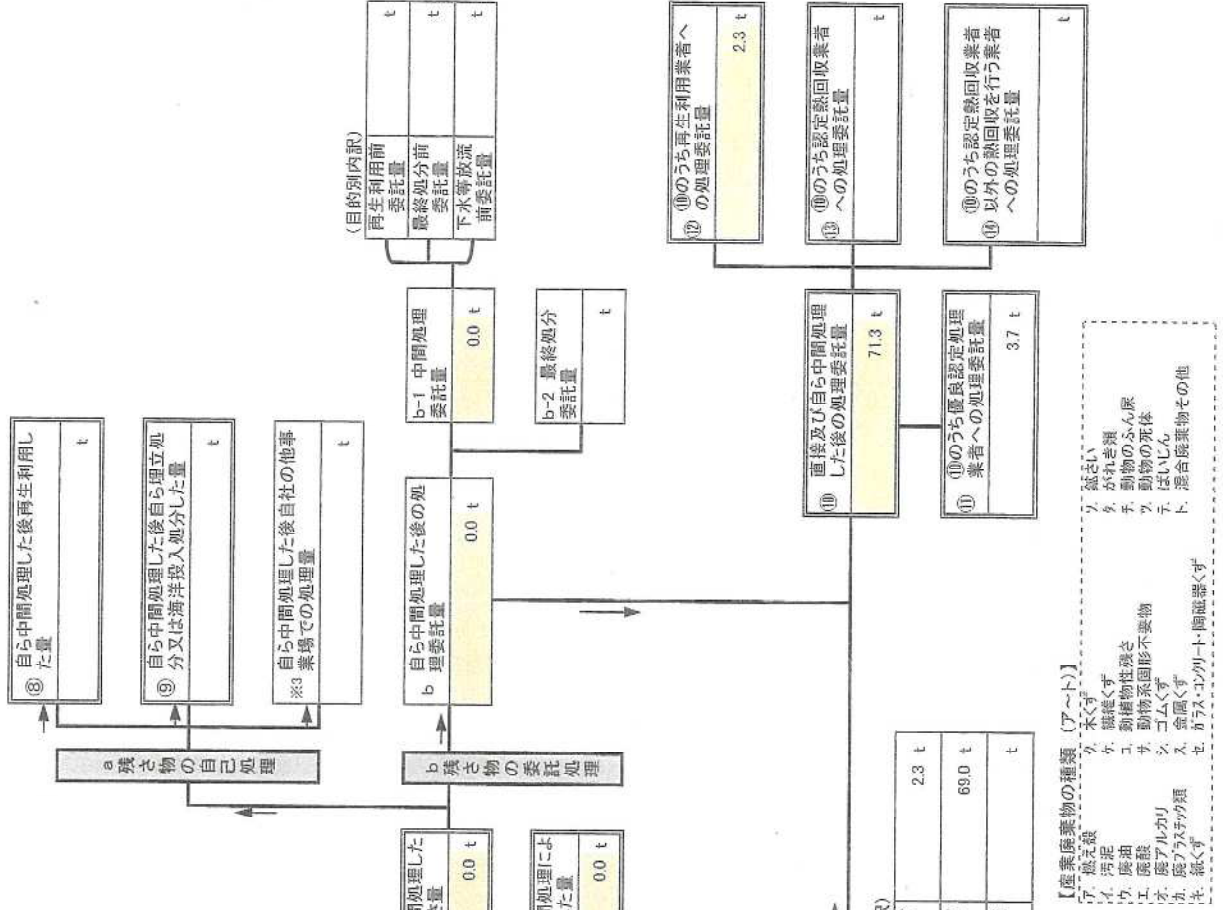 ⑧ 自ら中間処理した後再生利用し
た量
t
⑨ 自ら中間処理した後自ら埋立処
分又は海洋投入処分した量
t
※3 自ら中間処理した後自社の他事
業場での処理量
t
a 残さ物の自己処理
b 残さ物の委託処理
b 自ら中間処理した後の処
理委託量
0.0 t
b-1 中間処理
委託量
0.0 t
b-2 最終処分
委託量
t
(目的別内訳)
再生利用前
委託量
t
最終処分前
委託量
t
下水等放流
前委託量
t
間処理した
0.0 t
間処理によ
た量
0.0 t
⑩ 直接及び自ら中間処理
した後の処理委託量
71.3 t
⑪ ⑩のうち優良認定処理
業者への処理委託量
3.7 t
⑫ ⑩のうち再生利用業者へ
の処理委託量
2.3 t
⑬ ⑩のうち認定熱回収業者
への処理委託量
t
⑭ ⑩のうち認定熱回収業者
以外の熱回収を行う業者
への処理委託量
t
2.3 t
69.0 t
t
【産業廃棄物の種類 (ア~ト)】
ア. 燃え殻
イ. 汚泥
ウ. 廃油
エ. 廃酸
オ. 廃アルカリ
カ. 廃プラスチック類
キ. 紙くず
ク. 木くず
ケ. 繊維くず
コ. 動植物性残さ
サ. 動物系固形不要物
シ. ゴムくず
ス. 金属くず
セ. ガラス・コンクリート・陶磁器くず
ソ. 鉱さい
タ. がれき類
チ. 動物のふん尿
ツ. 動物の死体
テ. ばいじん
ト. 混合廃棄物その他